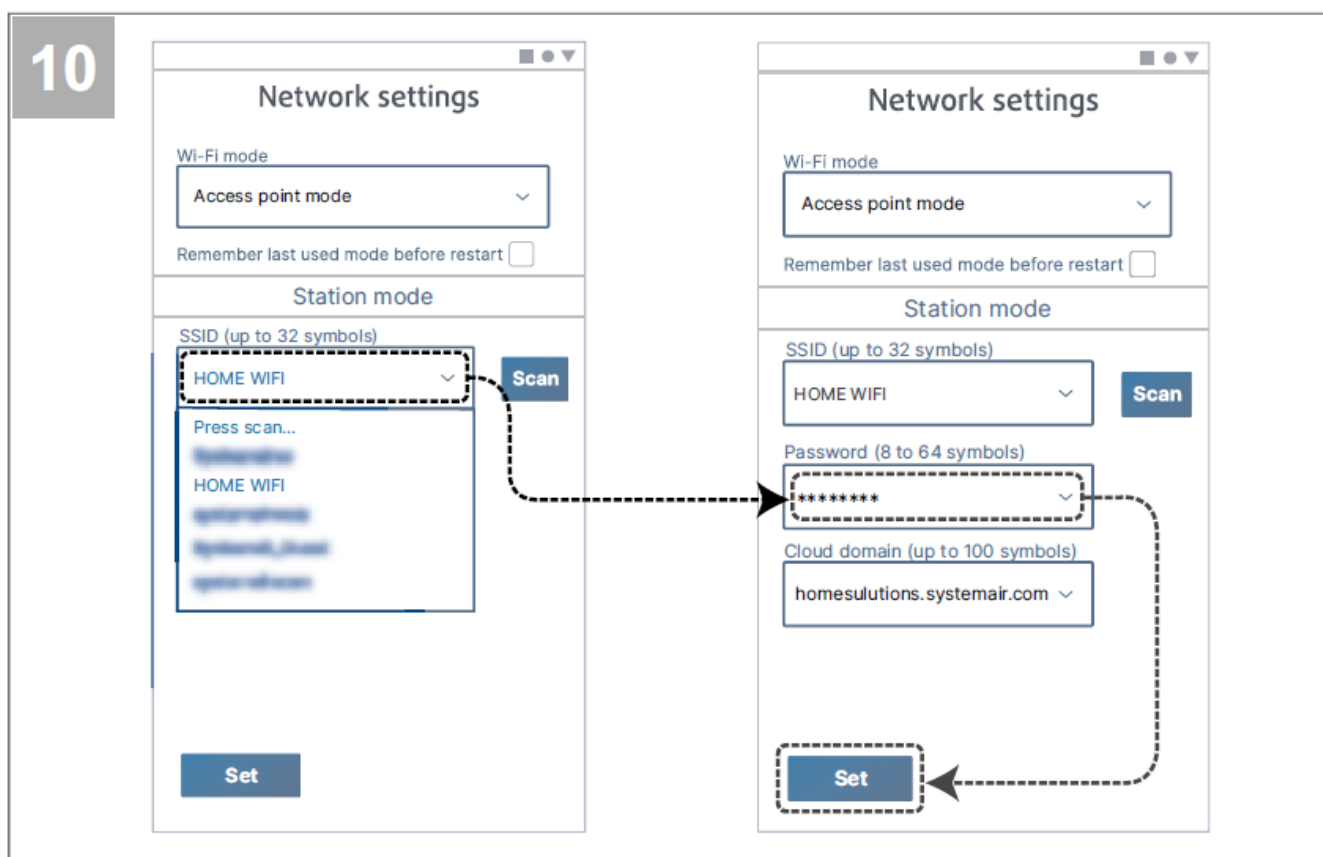 10
Network settings
Wi-Fi mode
Access point mode
Remember last used mode before restart
Station mode
SSID (up to 32 symbols)
HOME WIFI
Scan
Press scan...
HOME WIFI
Set
Network settings
Wi-Fi mode
Access point mode
Remember last used mode before restart
Station mode
SSID (up to 32 symbols)
HOME WIFI
Scan
Password (8 to 64 symbols)
********
Cloud domain (up to 100 symbols)
homesulutions.systemair.com
Set